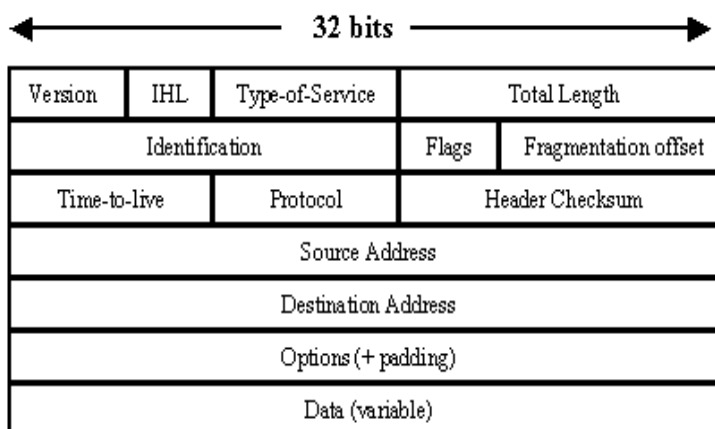 32 bits
Version IHL Type-of-Service Total Length
Identification Flags Fragmentation offset
Time-to-live Protocol Header Checksum
Source Address
Destination Address
Options (+ padding)
Data (variable)